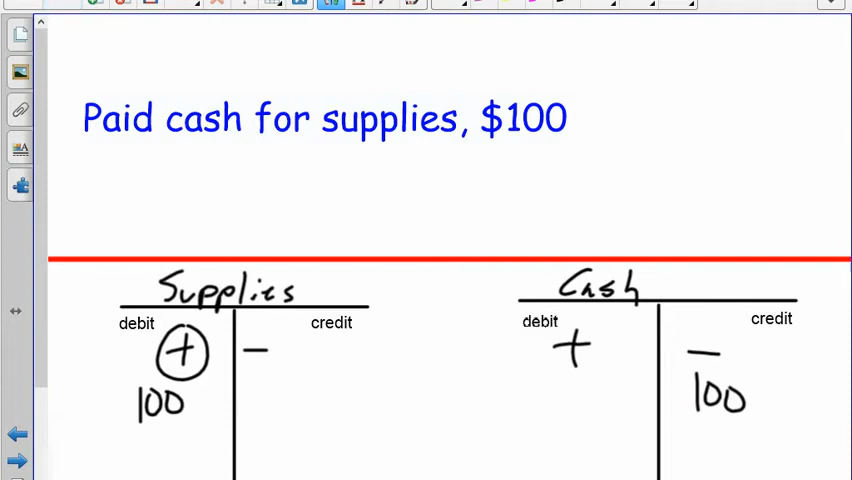 Paid cash for supplies, $100
Supplies
debit credit
+ −
100
Cash
debit credit
+ −
100